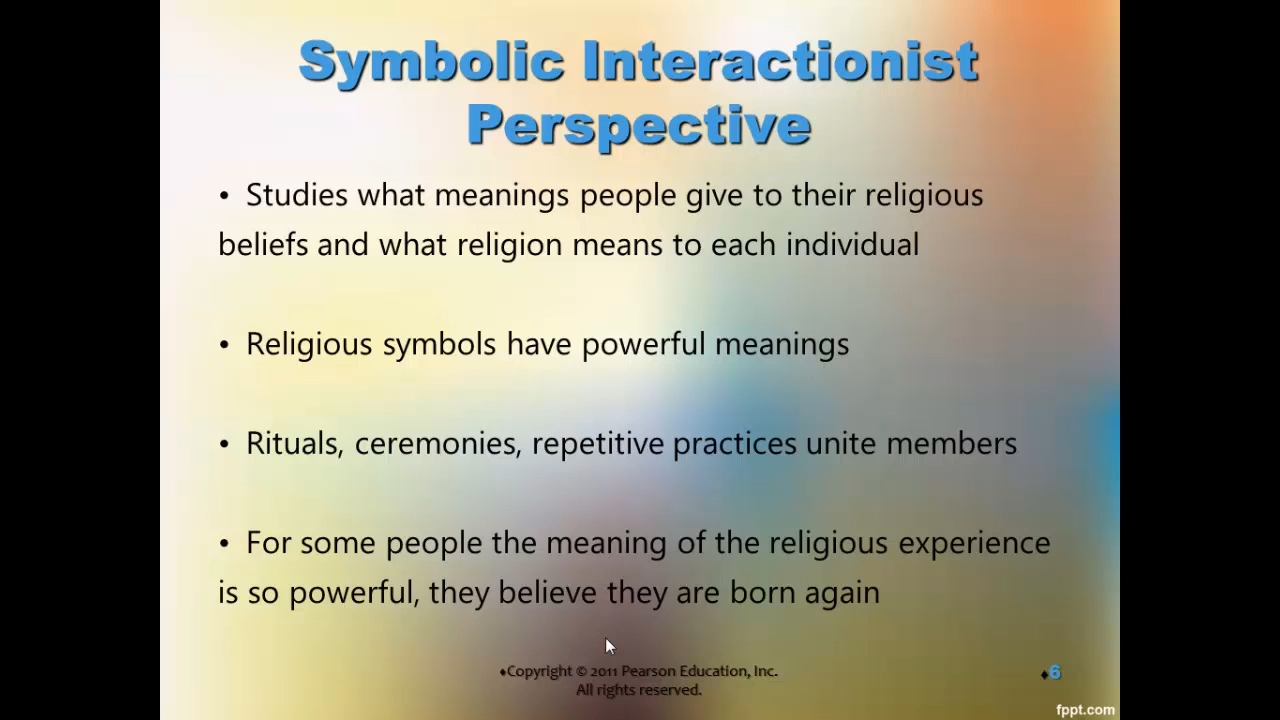 Symbolic Interactionist
Perspective
• Studies what meanings people give to their religious
beliefs and what religion means to each individual
• Religious symbols have powerful meanings
• Rituals, ceremonies, repetitive practices unite members
• For some people the meaning of the religious experience
is so powerful, they believe they are born again
♦Copyright © 2011 Pearson Education, Inc.
All rights reserved.
♦6
fppt.com